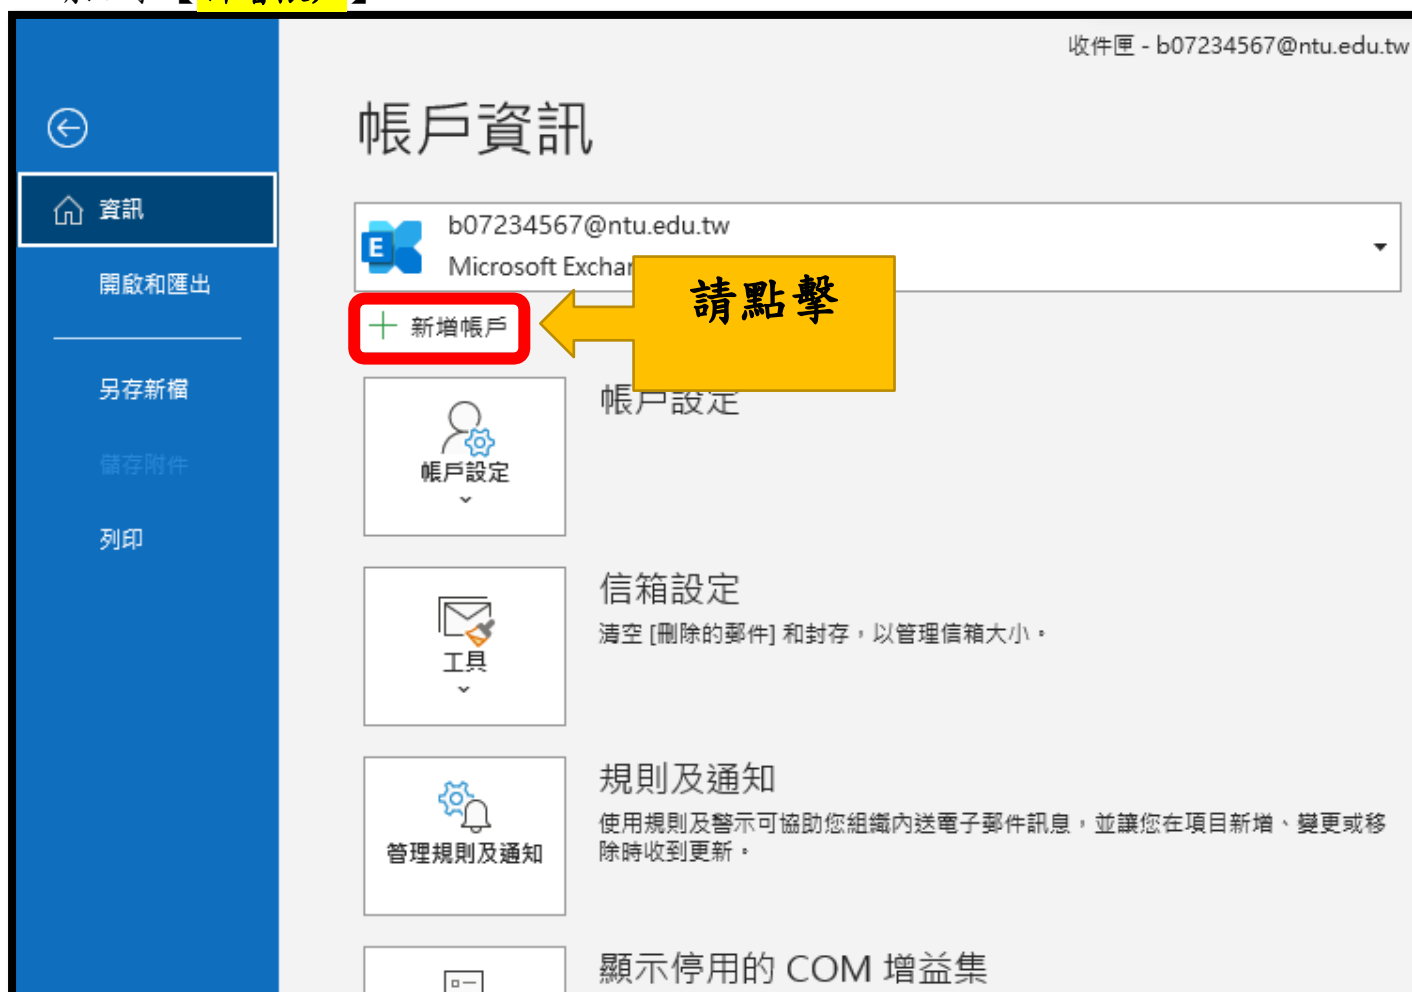 收件匣 - b07234567@ntu.edu.tw
帳戶資訊
資訊
開啟和匯出
另存新檔
儲存附件
列印
b07234567@ntu.edu.tw
Microsoft
請點擊
新增帳戶
帳戶設定
帳戶設定
信箱設定
清空 [刪除的郵件] 和封存，以管理信箱大小。
工具
規則及通知
使用規則及警示可協助您組織內送電子郵件訊息，並讓您在項目新增、變更或移
除時收到更新。
管理規則及通知
顯示停用的 COM 增益集